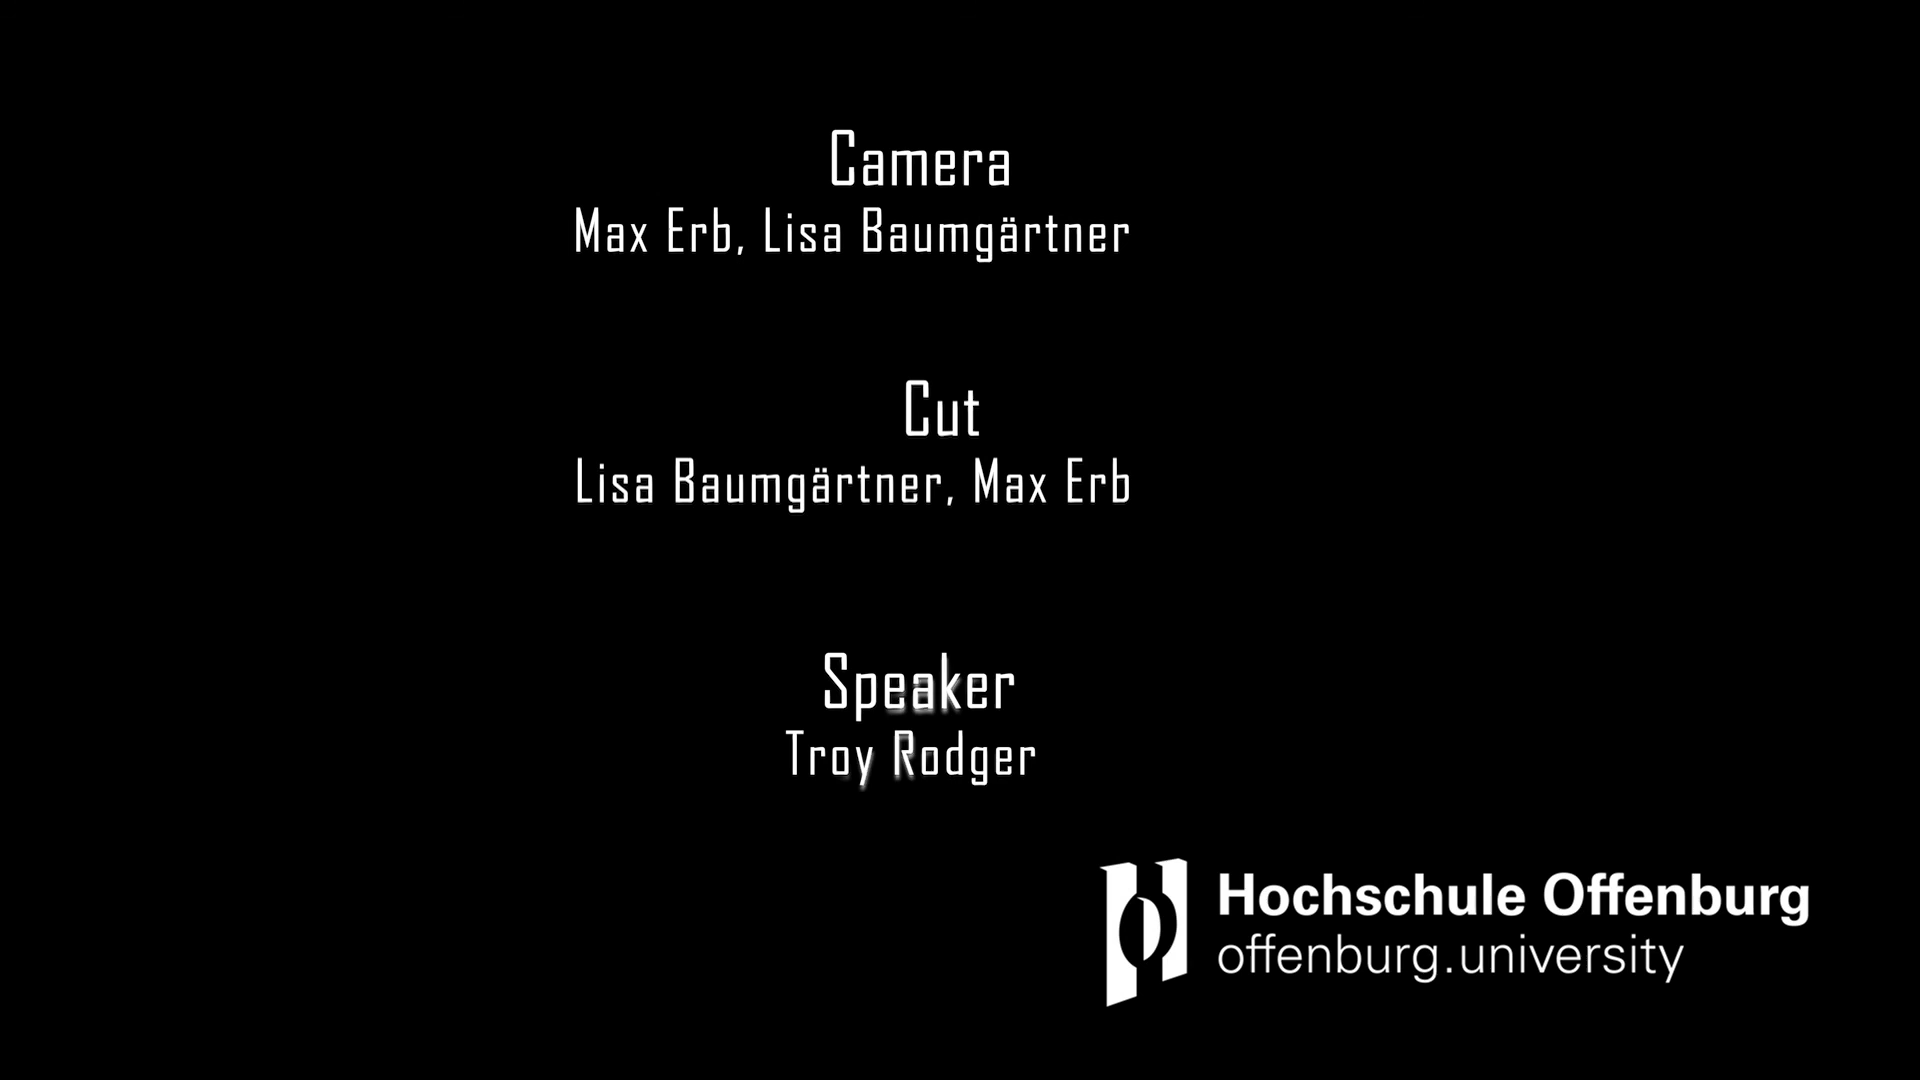 Camera
Max Erb, Lisa Baumgärtner
Cut
Lisa Baumgärtner, Max Erb
Speaker
Troy Rodger
Hochschule Offenburg
offenburg.university